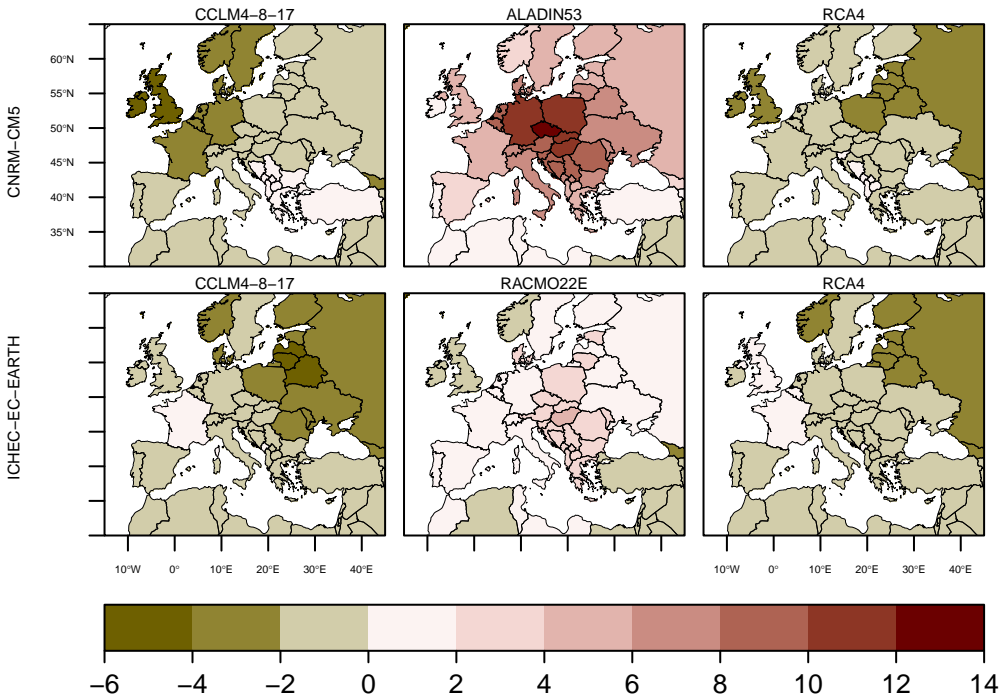 CCLM4−8−17 ALADIN53 RCA4
60°N
55°N
50°N
45°N
40°N
35°N
CNRM−CM5
CCLM4−8−17 RACMO22E RCA4
ICHEC−EC−EARTH
10°W 0° 10°E 20°E 30°E 40°E 10°W 0° 10°E 20°E 30°E 40°E
−6 −4 −2 0 2 4 6 8 10 12 14